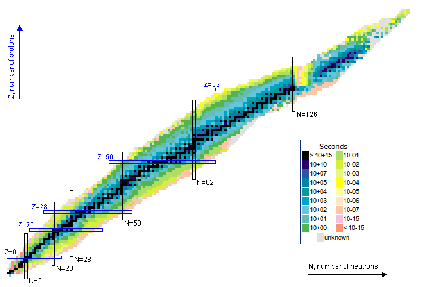 Z, number of protons
N=126
Z=50
N=82
Seconds
> 10+15 10-01
10+10 10-02
10+07 10-03
10+05 10-04
10+04 10-05
10+03 10-06
10+02 10-07
10+01 10-15
10+00 < 10-15
unknown
Z=28
N=50
Z=20
Z=8
N=28
N=20
N, number of neutrons